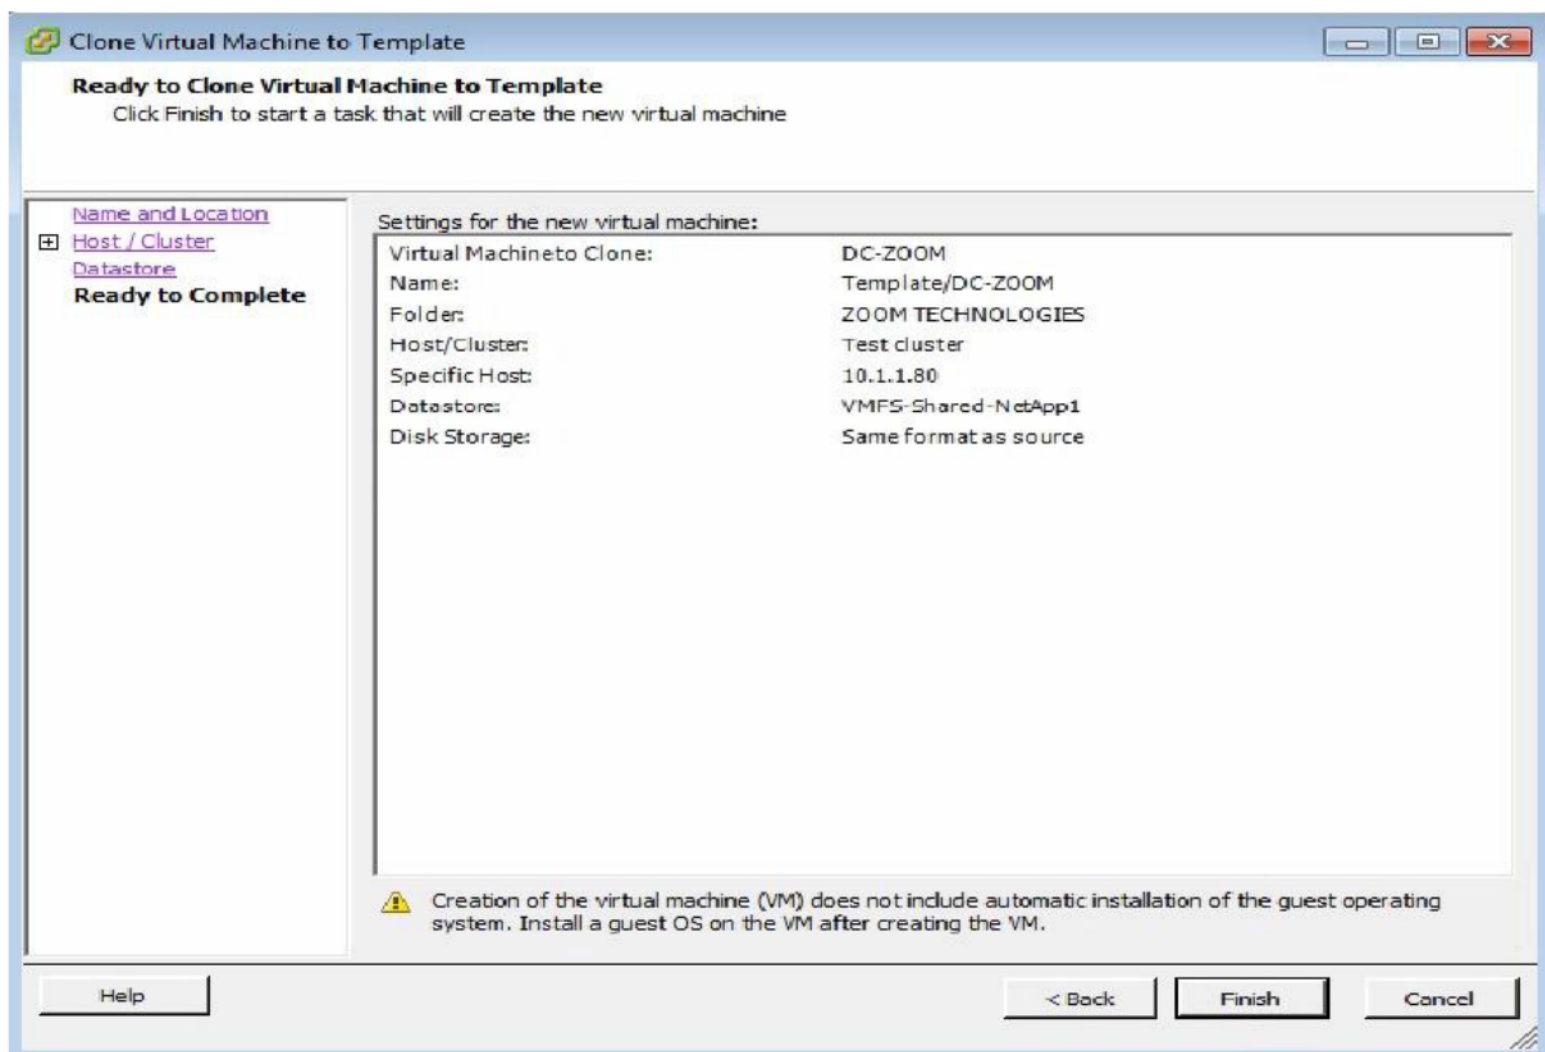 Clone Virtual Machine to Template
Ready to Clone Virtual Machine to Template
Click Finish to start a task that will create the new virtual machine
Name and Location
Host / Cluster
Datastore
Ready to Complete
Settings for the new virtual machine:
Virtual Machineto Clone: DC-ZOOM
Name: Template/DC-ZOOM
Folder: ZOOM TECHNOLOGIES
Host/Cluster: Test cluster
Specific Host: 10.1.1.80
Datastore: VMFS-Shared-NetApp1
Disk Storage: Same format as source
Creation of the virtual machine (VM) does not include automatic installation of the guest operating
system. Install a guest OS on the VM after creating the VM.
Help
< Back
Finish
Cancel